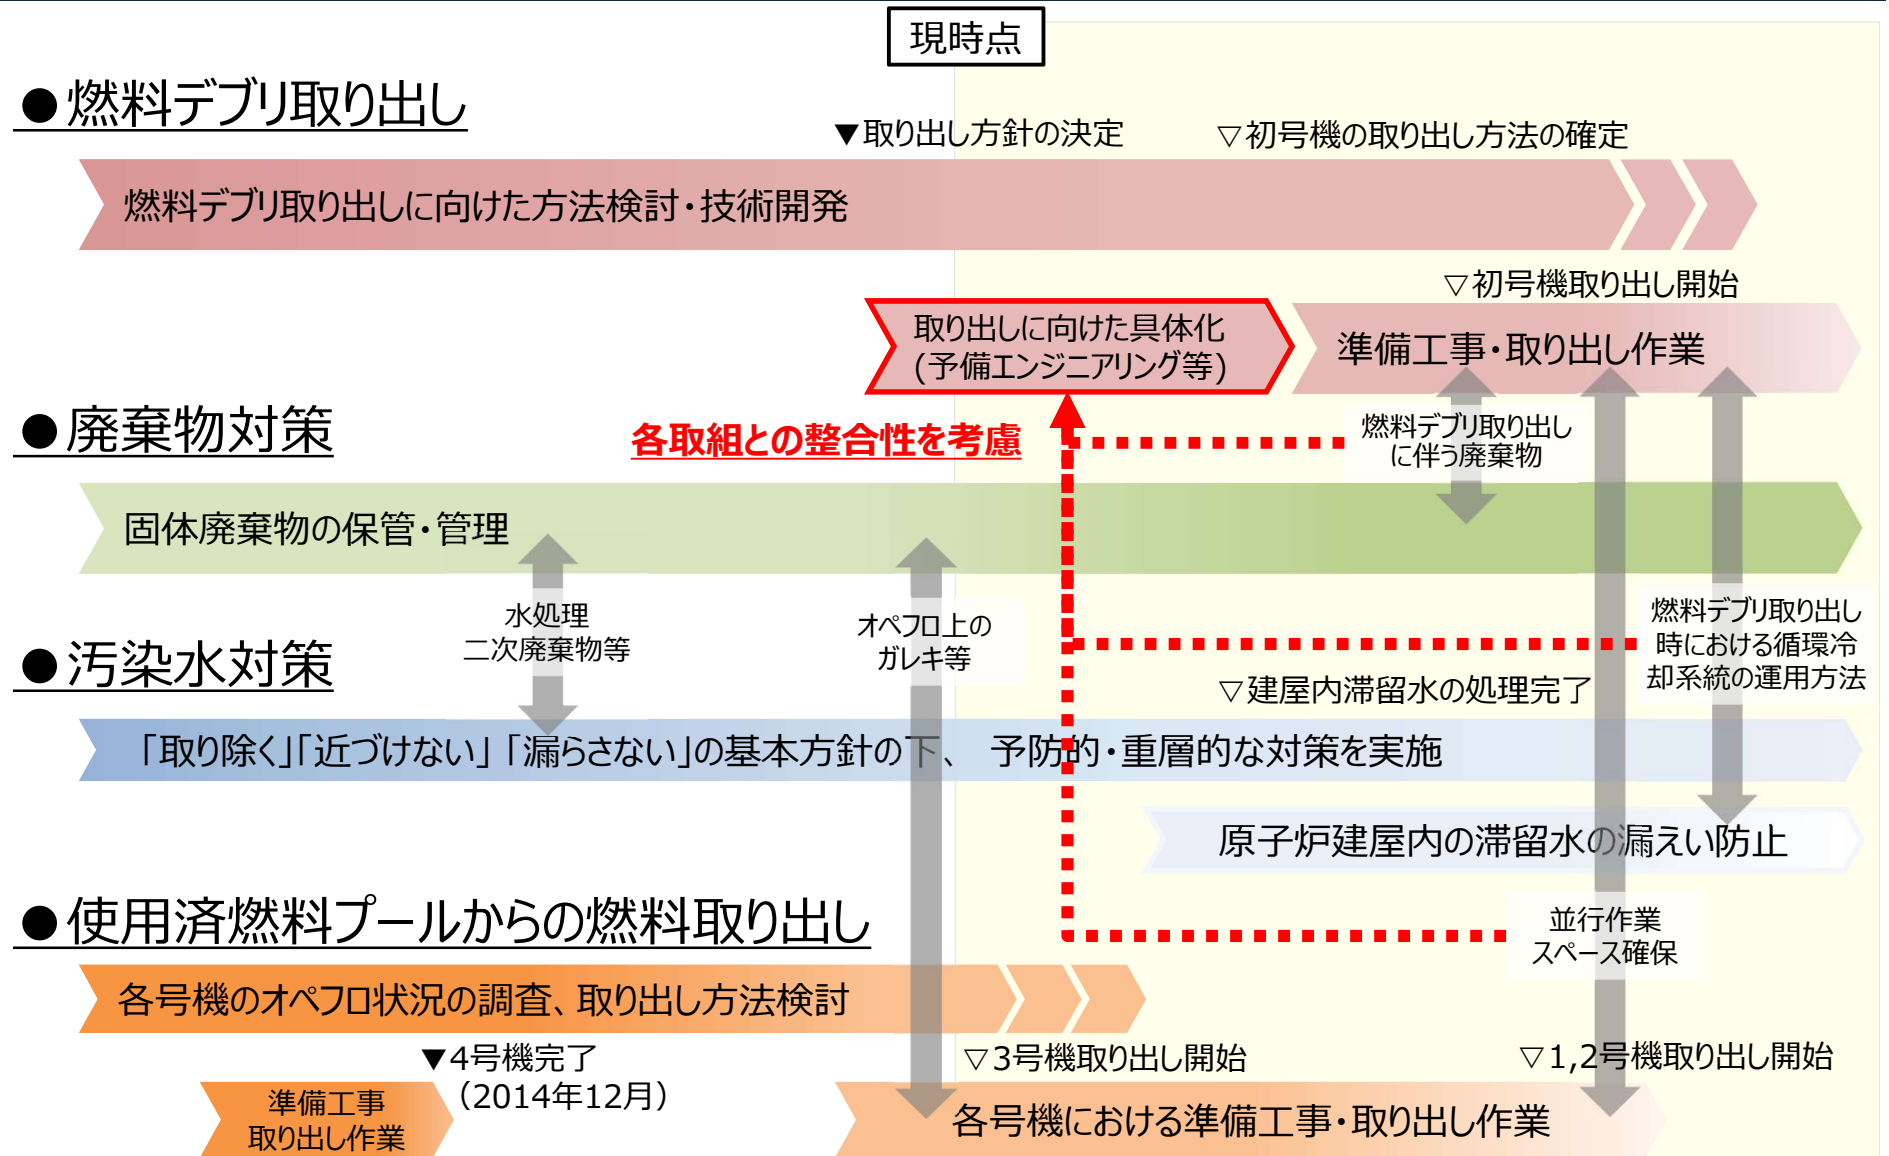 現時点
●燃料デブリ取り出し
▼取り出し方針の決定
▽初号機の取り出し方法の確定
燃料デブリ取り出しに向けた方法検討・技術開発
▽初号機取り出し開始
取り出しに向けた具体化
(予備エンジニアリング等)
準備工事・取り出し作業
●廃棄物対策
各取組との整合性を考慮
燃料デブリ取り出し
に伴う廃棄物
固体廃棄物の保管・管理
水処理
二次廃棄物等
オペフロ上の
ガレキ等
燃料デブリ取り出し
時における循環冷
却系統の運用方法
●汚染水対策
▽建屋内滞留水の処理完了
「取り除く」「近づけない」「漏らさない」の基本方針の下、 予防的・重層的な対策を実施
原子炉建屋内の滞留水の漏えい防止
●使用済燃料プールからの燃料取り出し
並行作業
スペース確保
各号機のオペフロ状況の調査、取り出し方法検討
▼4号機完了
（2014年12月）
▽3号機取り出し開始
▽1,2号機取り出し開始
準備工事
取り出し作業
各号機における準備工事・取り出し作業